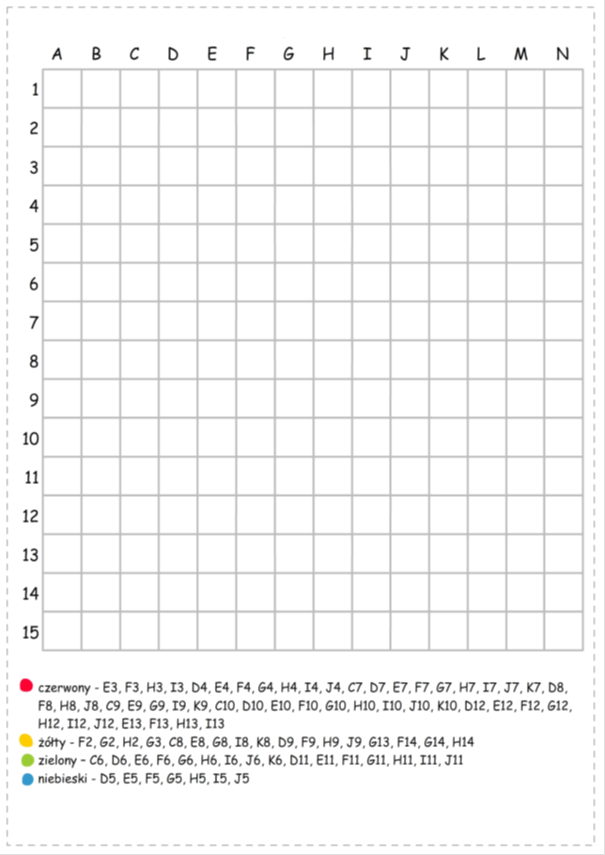 A B C D E F G H I J K L M N
1
2
3
4
5
6
7
8
9
10
11
12
13
14
15
czerwony - E3, F3, H3, I3, D4, E4, F4, G4, H4, I4, J4, C7, D7, E7, F7, G7, H7, I7, J7, K7, D8,
F8, H8, J8, C9, E9, G9, I9, K9, C10, D10, E10, F10, G10, H10, I10, J10, K10, D12, E12, F12, G12,
H12, I12, J12, E13, F13, H13, I13
żółty - F2, G2, H2, G3, C8, E8, G8, I8, K8, D9, F9, H9, J9, G13, F14, G14, H14
zielony – C6, D6, E6, F6, G6, H6, I6, J6, K6, D11, E11, F11, G11, H11, I11, J11
niebieski - D5, E5, F5, G5, H5, I5, J5